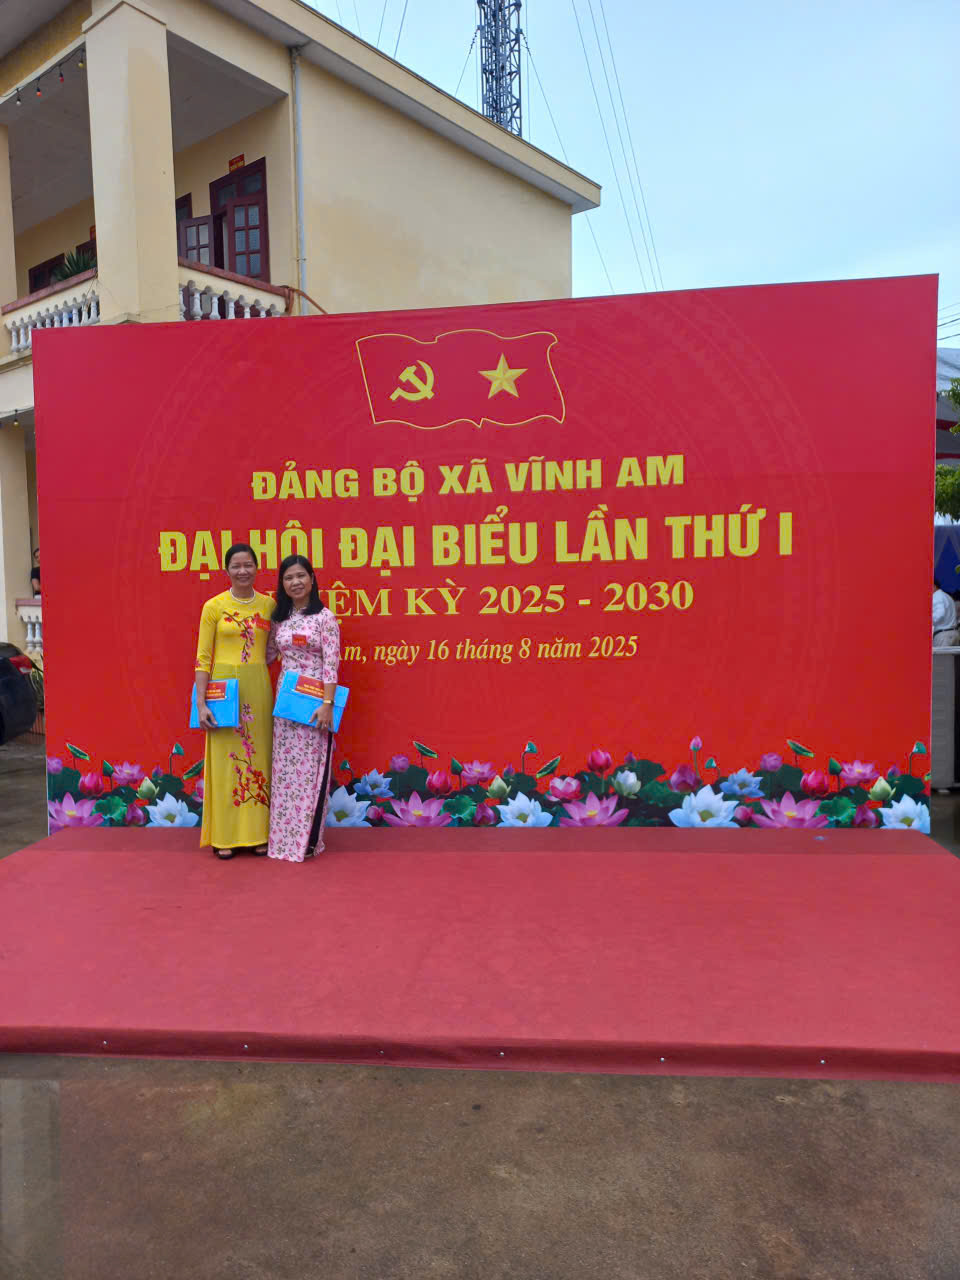 ĐẢNG BỘ XÃ VĨNH AM
ĐẠI HỘI ĐẠI BIỂU LẦN THỨ I
KỲ 2025 - 2030
Am, ngày 16 tháng 8 năm 2025